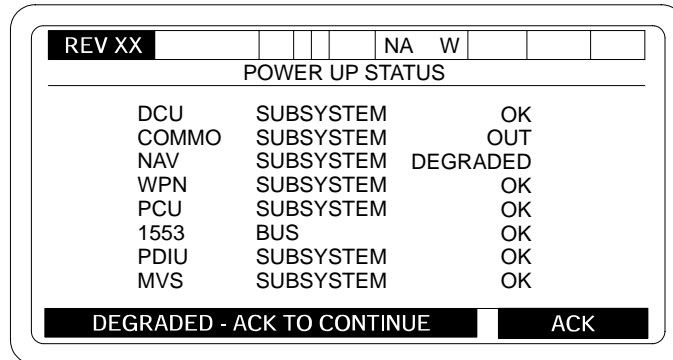 REV XX NA W
POWER UP STATUS
DCU SUBSYSTEM OK
COMMO SUBSYSTEM OUT
NAV SUBSYSTEM DEGRADED
WPN SUBSYSTEM OK
PCU SUBSYSTEM OK
1553 BUS OK
PDIU SUBSYSTEM OK
MVS SUBSYSTEM OK
DEGRADED - ACK TO CONTINUE ACK